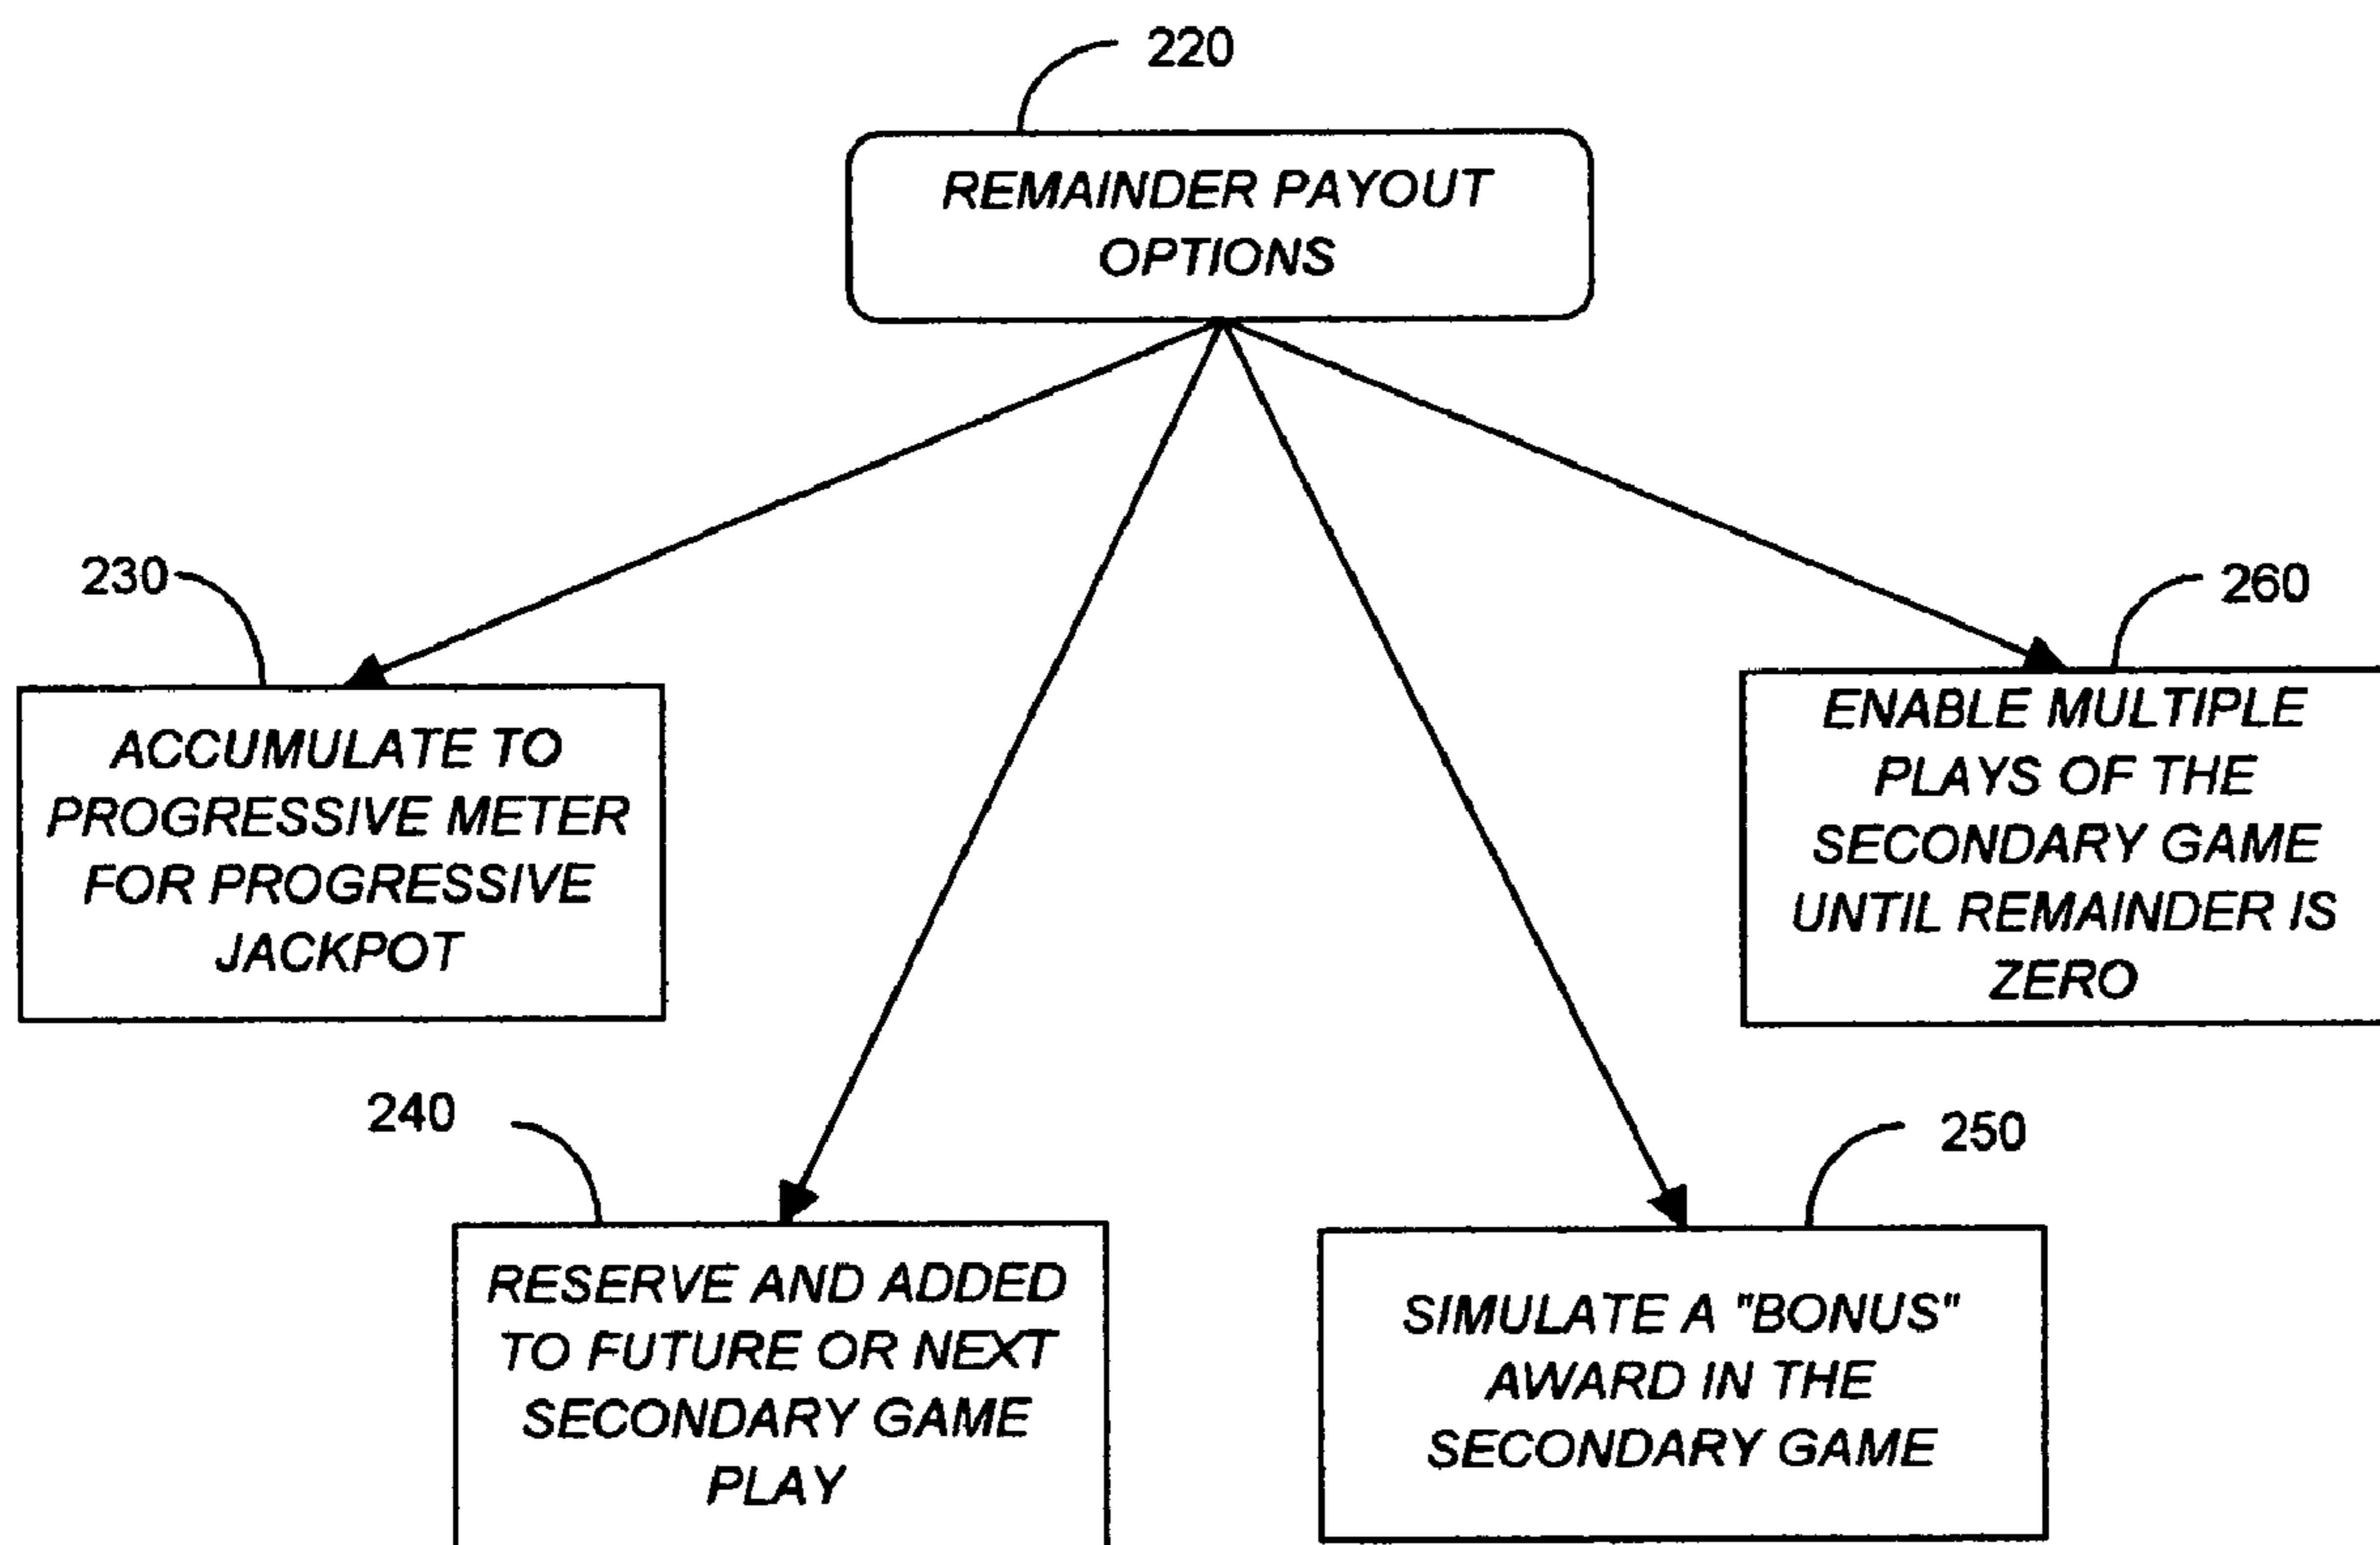 220
REMAINDER PAYOUT
OPTIONS
230
ACCUMULATE TO
PROGRESSIVE METER
FOR PROGRESSIVE
JACKPOT
260
ENABLE MULTIPLE
PLAYS OF THE
SECONDARY GAME
UNTIL REMAINDER IS
ZERO
240
RESERVE AND ADDED
TO FUTURE OR NEXT
SECONDARY GAME
PLAY
250
SIMULATE A "BONUS"
AWARD IN THE
SECONDARY GAME